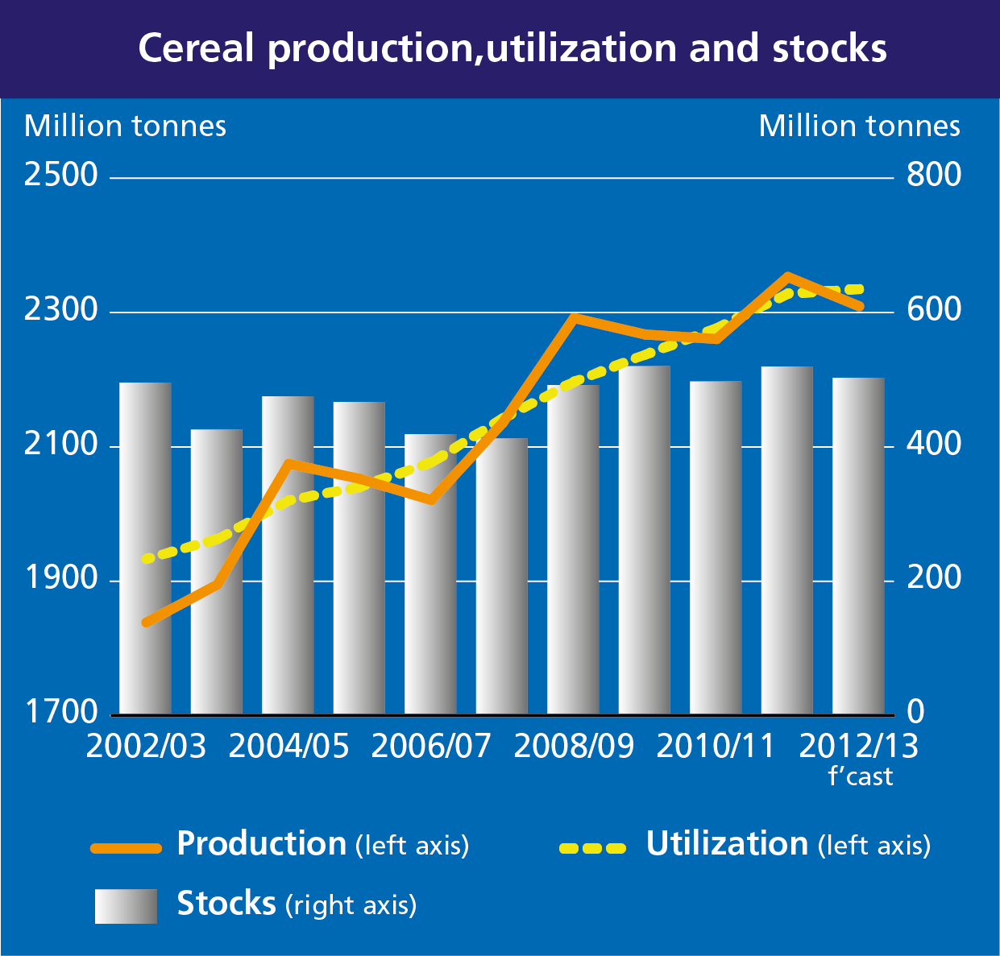 Cereal production,utilization and stocks
Million tonnes Million tonnes
2500 800
2300 600
2100 400
1900 200
1700 0
2002/03 2004/05 2006/07 2008/09 2010/11 2012/13
f’cast
Production (left axis) Utilization (left axis)
Stocks (right axis)